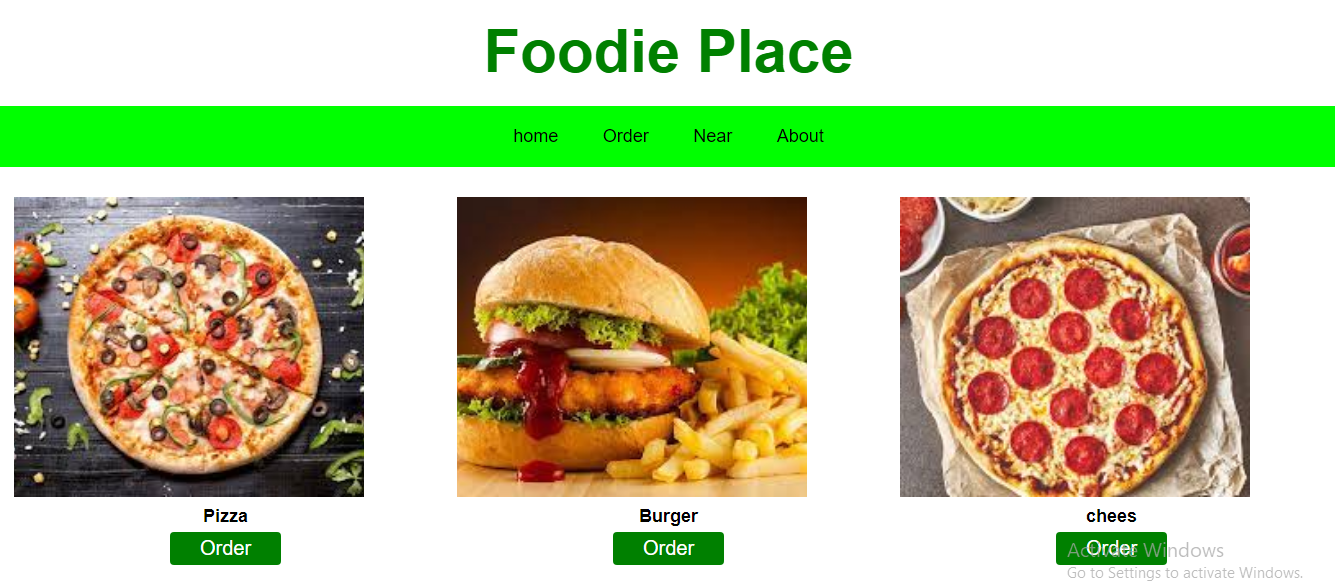 Foodie Place
home Order Near About
Pizza Burger chees
Order Order Order
Activate Windows
Go to Settings to activate Windows.